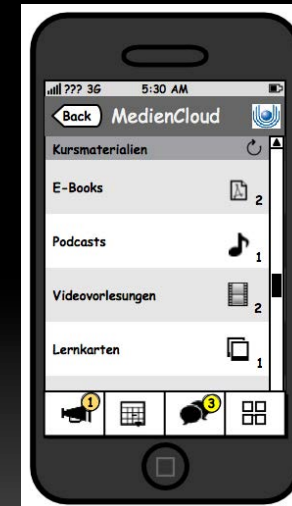 ??? 3G 5:30 AM
Back MedienCloud
Kursmaterialien
E-Books 2
Podcasts 1
Videovorlesungen 2
Lernkarten 1
1 3